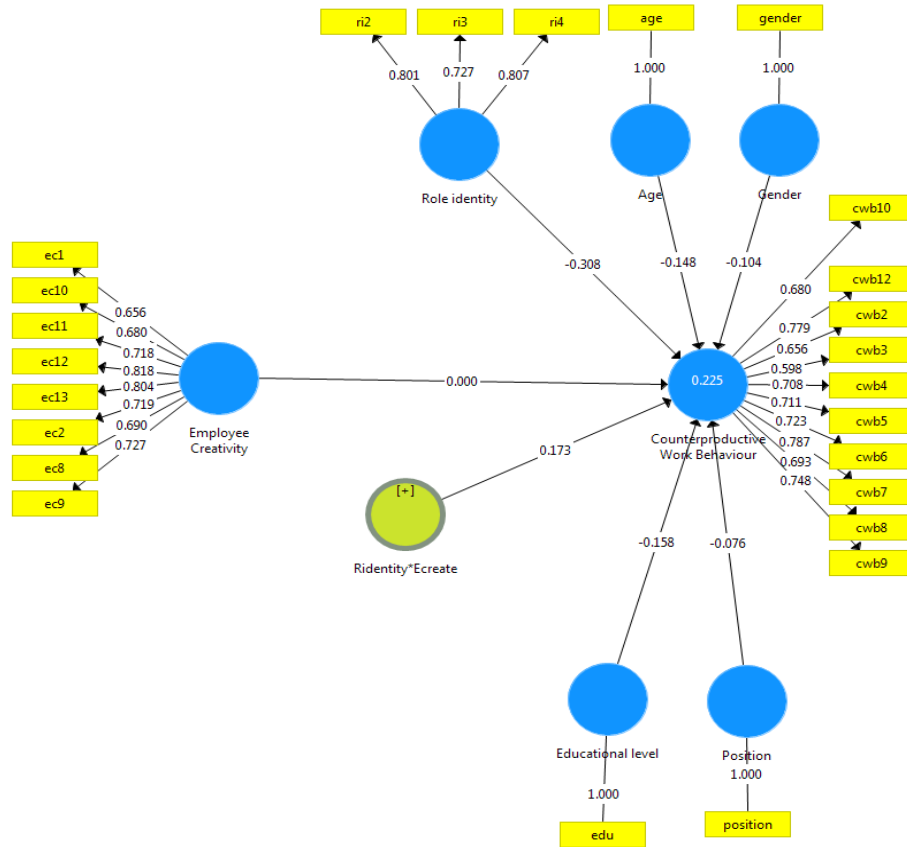 ri2
ri3
ri4
age
gender
0.801
0.727
0.807
1.000
1.000
Role identity
Age
Gender
cwb10
ec1
ec10
ec11
ec12
ec13
ec2
ec8
ec9
0.656
0.680
0.718
0.818
0.804
0.719
0.690
0.727
Employee
Creativity
-0.308
-0.148
-0.104
0.680
cwb12
cwb2
cwb3
cwb4
cwb5
cwb6
cwb7
cwb8
cwb9
0.779
0.656
0.598
0.708
0.711
0.723
0.787
0.693
0.748
0.000
0.225
Counterproductive
Work Behaviour
0.173
[+]
Ridentity*Ecreate
-0.158
-0.076
Educational level
Position
1.000
1.000
edu
position